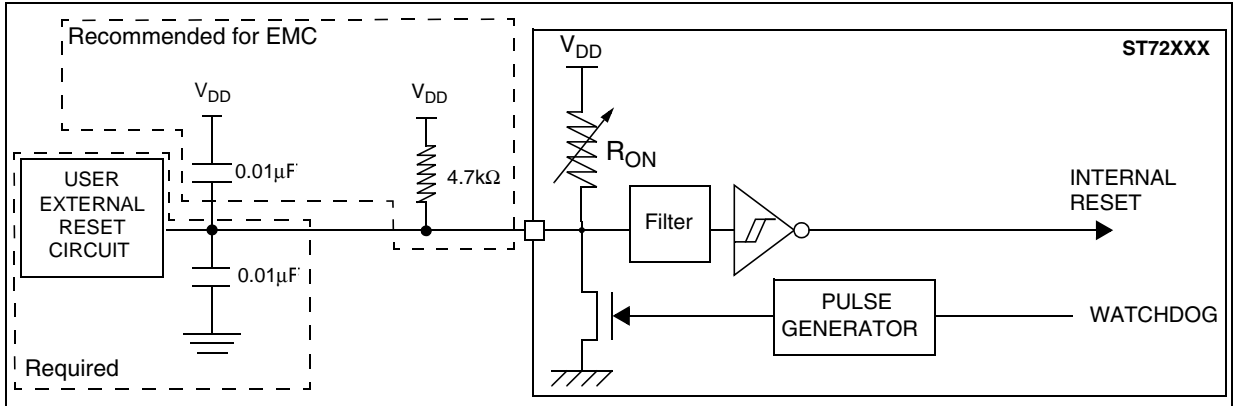 Recommended for EMC
VDD
VDD
0.01µF
4.7kΩ
USER
EXTERNAL
RESET
CIRCUIT
0.01µF
Required
ST72XXX
VDD
RON
Filter
INTERNAL
RESET
PULSE
GENERATOR
WATCHDOG